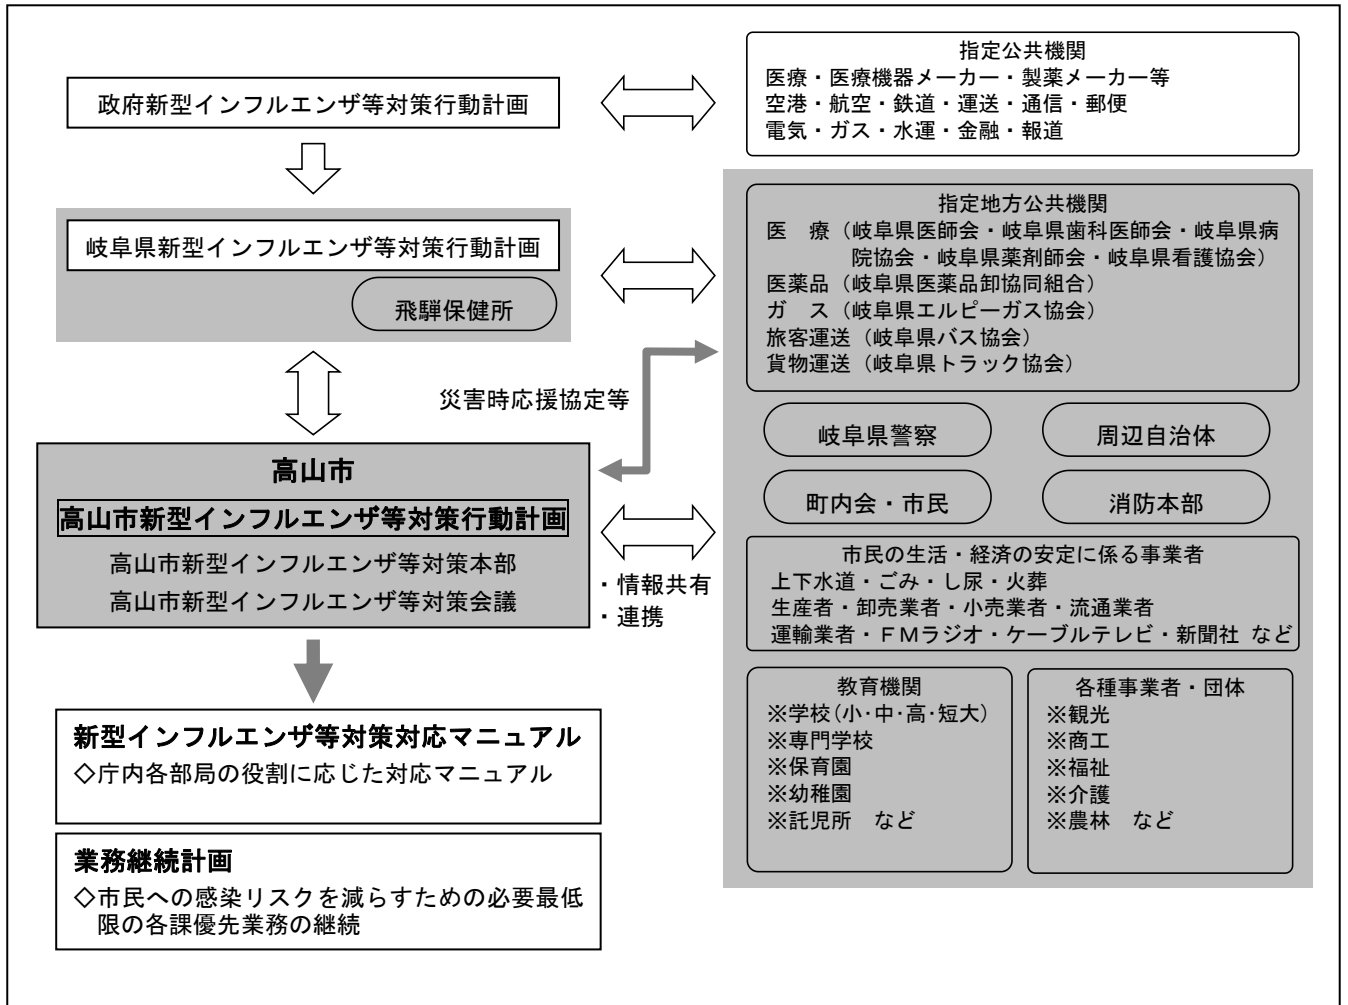 政府新型インフルエンザ等対策行動計画
指定公共機関
医療・医療機器メーカー・製薬メーカー等
空港・航空・鉄道・運送・通信・郵便
電気・ガス・水運・金融・報道
岐阜県新型インフルエンザ等対策行動計画
飛騨保健所
指定地方公共機関
医　療（岐阜県医師会・岐阜県歯科医師会・岐阜県病
院協会・岐阜県薬剤師会・岐阜県看護協会）
医薬品（岐阜県医薬品卸協同組合）
ガ　ス（岐阜県エルピーガス協会）
旅客運送（岐阜県バス協会）
貨物運送（岐阜県トラック協会）
災害時応援協定等
岐阜県警察
周辺自治体
町内会・市民
消防本部
高山市
高山市新型インフルエンザ等対策行動計画
高山市新型インフルエンザ等対策本部
高山市新型インフルエンザ等対策会議
・情報共有
・連携
市民の生活・経済の安定に係る事業者
上下水道・ごみ・し尿・火葬
生産者・卸売業者・小売業者・流通業者
運輸業者・ＦＭラジオ・ケーブルテレビ・新聞社 など
教育機関
※学校（小・中・高・短大）
※専門学校
※保育園
※幼稚園
※託児所　など
各種事業者・団体
※観光
※商工
※福祉
※介護
※農林　など
新型インフルエンザ等対策対応マニュアル
◇庁内各部局の役割に応じた対応マニュアル
業務継続計画
◇市民への感染リスクを減らすための必要最低
限の各課優先業務の継続